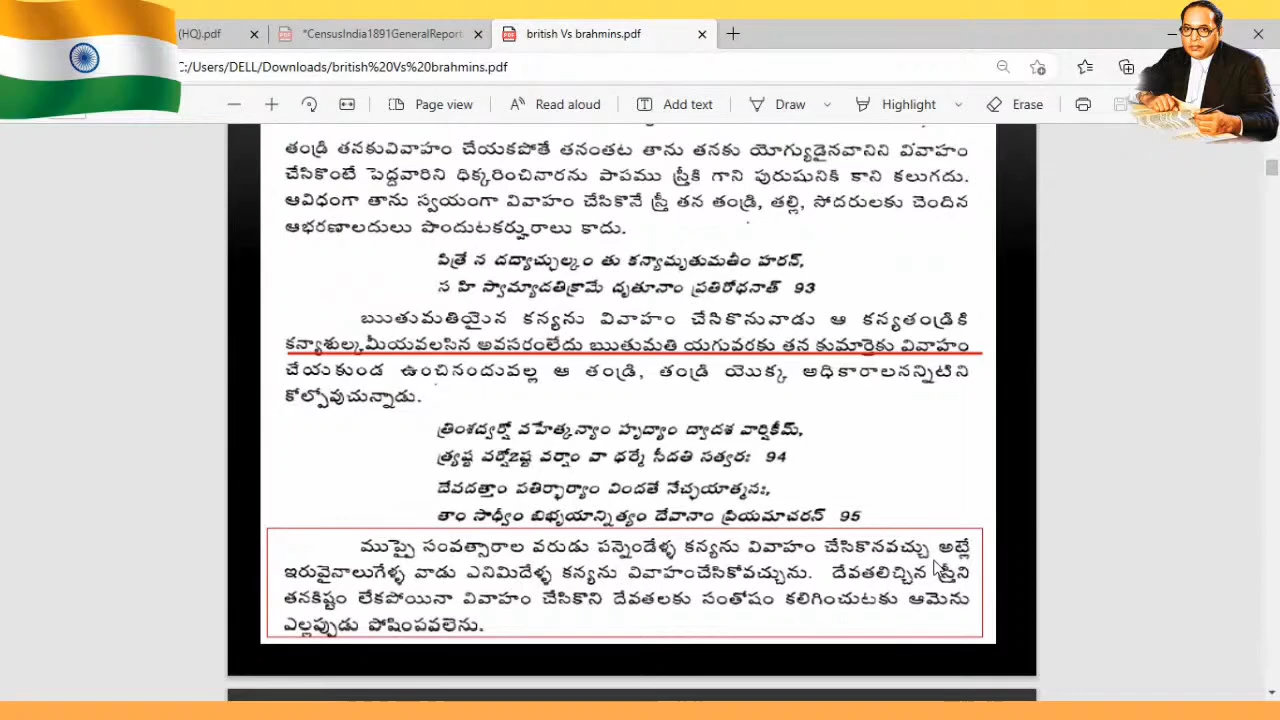 (HQ).pdf
*CensusIndia1891GeneralReport
british Vs brahmins.pdf
C:/Users/DELL/Downloads/british%20Vs%20brahmins.pdf
Page view
Read aloud
Add text
Draw
Highlight
Erase
తండ్రి తనకువివాహం చేయకపోతే తనంతట తాను తనకు యోగ్యుడైనవానిని వివాహం
చేసికొంటే పెద్దవారిని ధిక్కరించినారను పాపము స్త్రీకి గాని పురుషునికి కాని కలుగదు.
ఆవిధంగా తాను స్వయంగా వివాహం చేసికొనే స్త్రీ తన తండ్రి, తల్లి, సోదరులకు చెందిన
ఆభరణాలదులు పొందుటకర్హురాలు కాదు.
పిత్రే న దద్యాచ్ఛుల్కం తు కన్యామృతుమతీం హరన్,
స హి స్వామ్యాదతిక్రామే దృతూనాం ప్రతిరోధనాత్ 93
ఋతుమతియైన కన్యను వివాహం చేసికొనువాడు ఆ కన్యతండ్రికి
కన్యాశుల్కమీయవలసిన అవసరంలేదు ఋతుమతి యగువరకు తన కుమార్తెకు వివాహం
చేయకుండ ఉంచినందువల్ల ఆ తండ్రి, తండ్రి యొక్క అధికారాలనన్నిటిని
కోల్పోవుచున్నాడు.
త్రింశద్వర్షో వహేత్కన్యాం హృద్యాం ద్వాదశ వార్షికీమ్,
త్ర్యష్ట వర్షోఽష్ట వర్షాం వా ధర్మే సీదతి సత్వరః 94
దేవదత్తాం పతిర్భార్యాం విందతే నేచ్ఛయాత్మనః,
తాం సాధ్వీం బిభృయాన్నిత్యం దేవానాం ప్రియమాచరన్ 95
ముప్పై సంవత్సారాల వరుడు పన్నెండేళ్ళ కన్యను వివాహం చేసికొనవచ్చు అట్లే
ఇరువైనాలుగేళ్ళ వాడు ఎనిమిదేళ్ళ కన్యను వివాహంచేసికోవచ్చును. దేవతలిచ్చిన స్త్రీని
తనకిష్టం లేకపోయినా వివాహం చేసికొని దేవతలకు సంతోషం కలిగించుటకు ఆమెను
ఎల్లప్పుడు పోషింపవలెను.